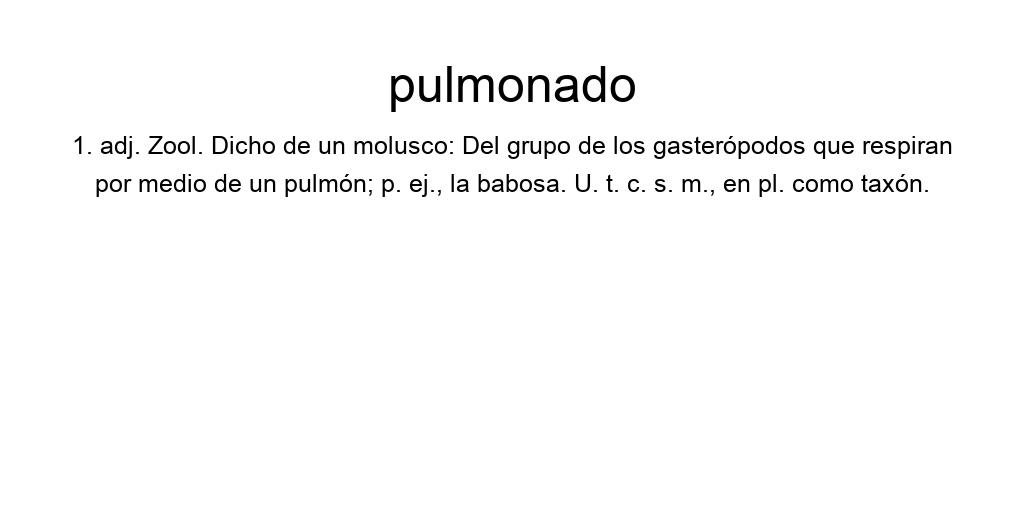 pulmonado
1. adj. Zool. Dicho de un molusco: Del grupo de los gasterópodos que respiran
por medio de un pulmón; p. ej., la babosa. U. t. c. s. m., en pl. como taxón.